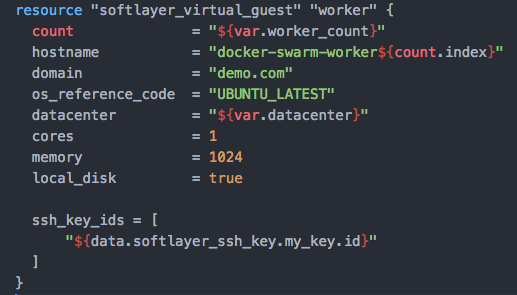 resource "softlayer_virtual_guest" "worker" {
  count              = "${var.worker_count}"
  hostname           = "docker-swarm-worker${count.index}"
  domain             = "demo.com"
  os_reference_code  = "UBUNTU_LATEST"
  datacenter         = "${var.datacenter}"
  cores              = 1
  memory             = 1024
  local_disk         = true

  ssh_key_ids = [
      "${data.softlayer_ssh_key.my_key.id}"
  ]
}